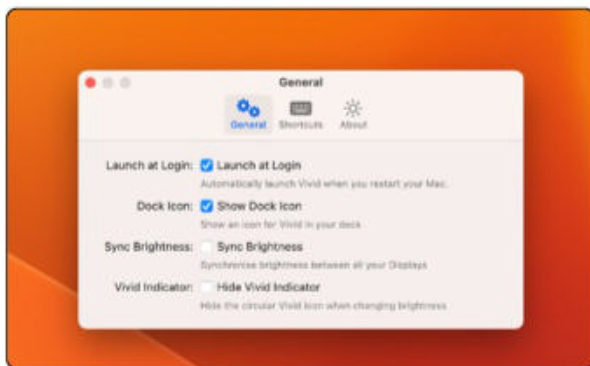 General
General Shortcuts About
Launch at Login: Launch at Login
Automatically launch Vivid when you restart your Mac.
Dock Icon: Show Dock Icon
Show an icon for Vivid in your dock
Sync Brightness: Sync Brightness
Synchronise brightness between all your Displays
Vivid Indicator: Hide Vivid Indicator
Hide the circular Vivid icon when changing brightness